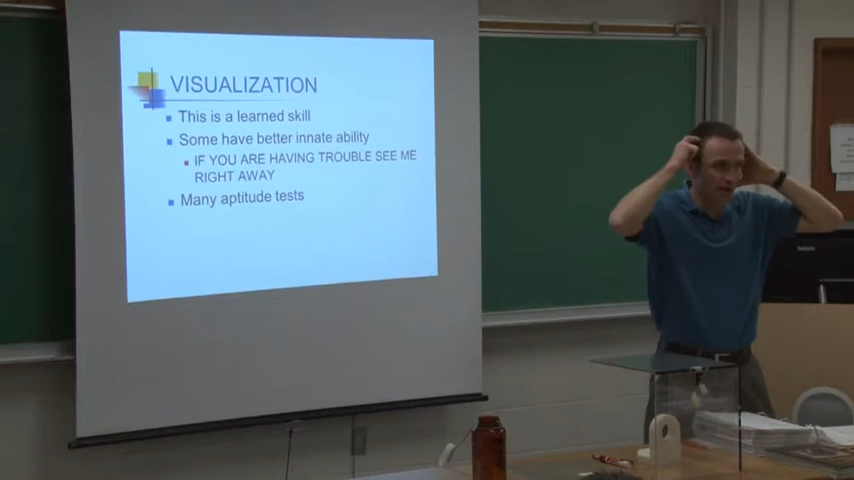 VISUALIZATION
This is a learned skill
Some have better innate ability
IF YOU ARE HAVING TROUBLE SEE ME
RIGHT AWAY
Many aptitude tests